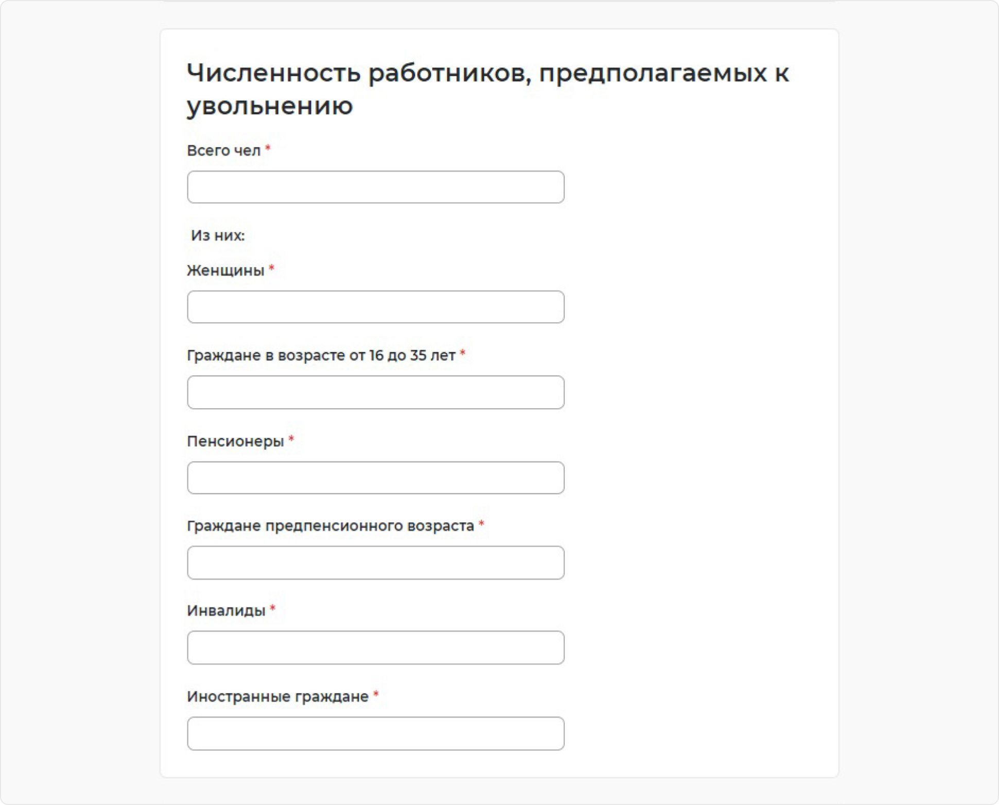 Численность работников, предполагаемых к
увольнению
Всего чел *
Из них:
Женщины *
Граждане в возрасте от 16 до 35 лет *
Пенсионеры *
Граждане предпенсионного возраста *
Инвалиды *
Иностранные граждане *